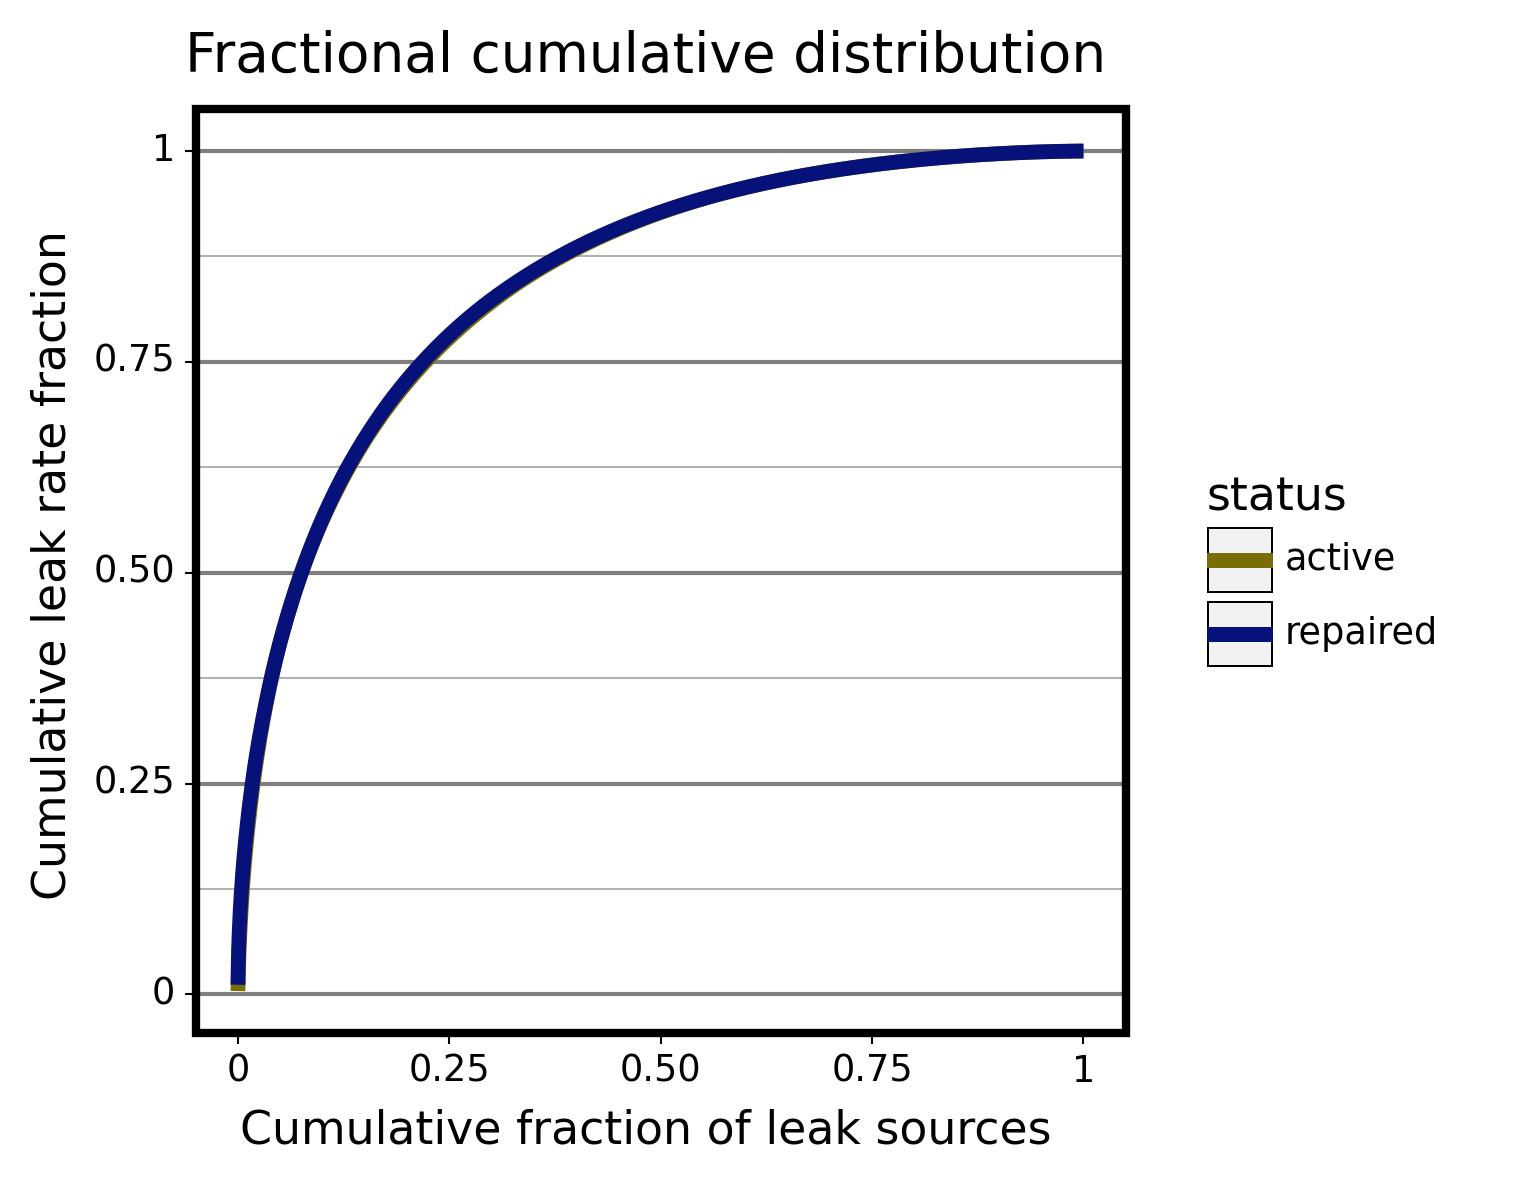 Fractional cumulative distribution
Cumulative leak rate fraction
1
0.75
0.50
0.25
0
0 0.25 0.50 0.75 1
Cumulative fraction of leak sources
status
active
repaired